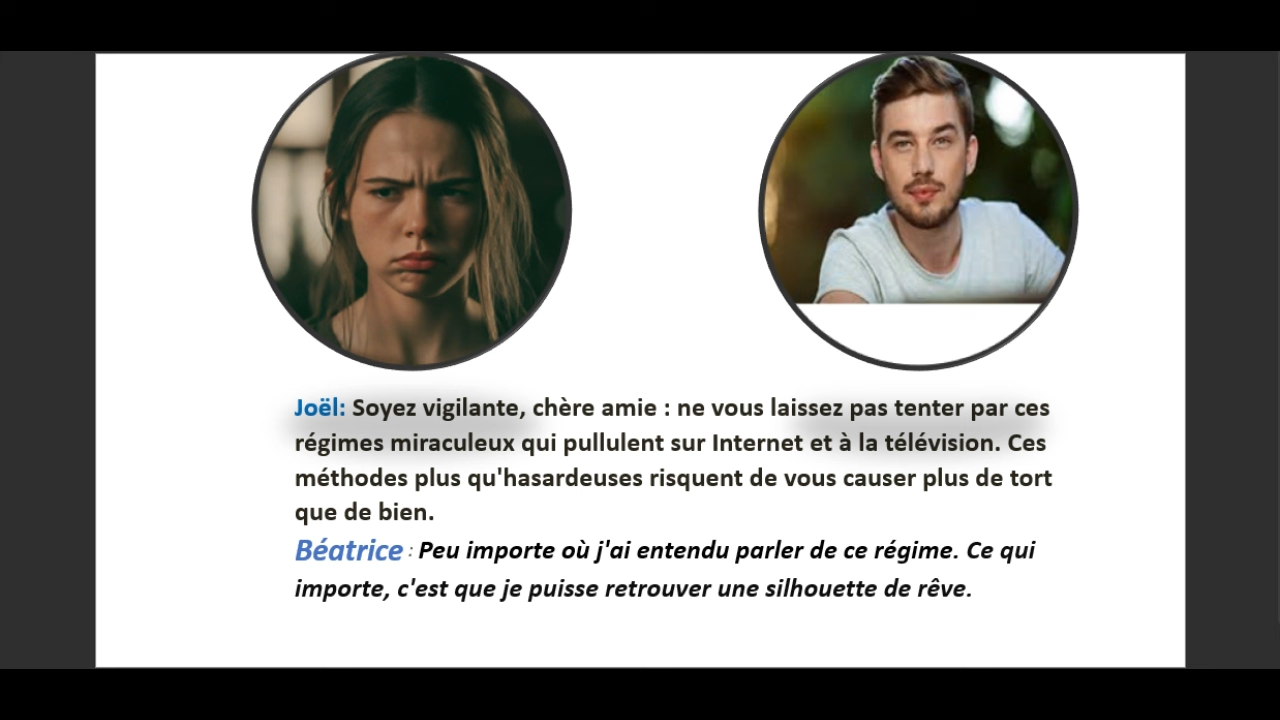 Joël: Soyez vigilante, chère amie : ne vous laissez pas tenter par ces
régimes miraculeux qui pullulent sur Internet et à la télévision. Ces
méthodes plus qu'hasardeuses risquent de vous causer plus de tort
que de bien.
Béatrice : Peu importe où j'ai entendu parler de ce régime. Ce qui
importe, c'est que je puisse retrouver une silhouette de rêve.